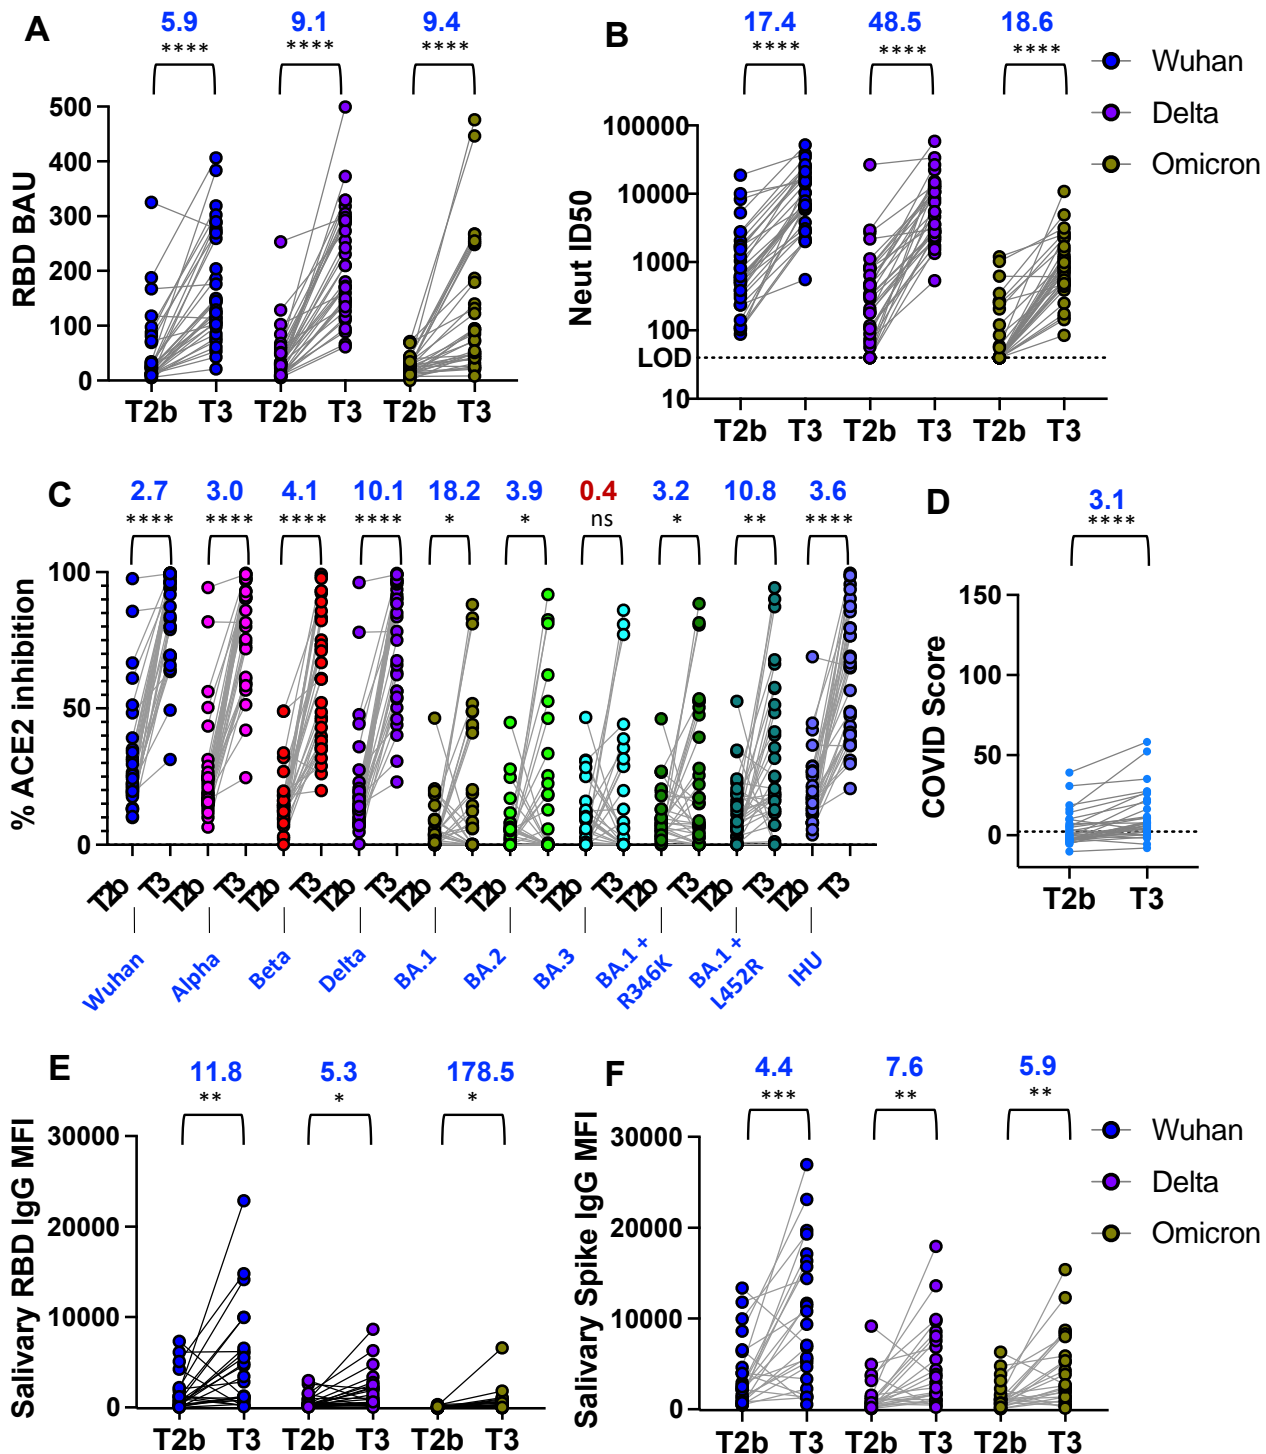 A
5.9 9.1 9.4
**** **** ****
500
400
300
200
100
0
RBD BAU
T2b T3 T2b T3 T2b T3
B
17.4 48.5 18.6
**** **** ****
100000
10000
1000
100
LOD
10
Neut ID50
T2b T3 T2b T3 T2b T3
Wuhan
Delta
Omicron
C
2.7 3.0 4.1 10.1 18.2 3.9 0.4 3.2 10.8 3.6
**** **** **** **** * * ns * ** ****
100
50
0
% ACE2 inhibition
T2b T3 T2b T3 T2b T3 T2b T3 T2b T3 T2b T3 T2b T3 T2b T3 T2b T3 T2b T3
Wuhan
Alpha
Beta
Delta
BA.1
BA.2
BA.3
BA.1 +
R346K
BA.1 +
L452R
IHU
D
3.1
****
150
100
50
0
COVID Score
T2b T3
E
11.8 5.3 178.5
** * *
30000
20000
10000
0
Salivary RBD IgG MFI
T2b T3 T2b T3 T2b T3
F
4.4 7.6 5.9
*** ** **
30000
20000
10000
0
Salivary Spike IgG MFI
T2b T3 T2b T3 T2b T3
Wuhan
Delta
Omicron